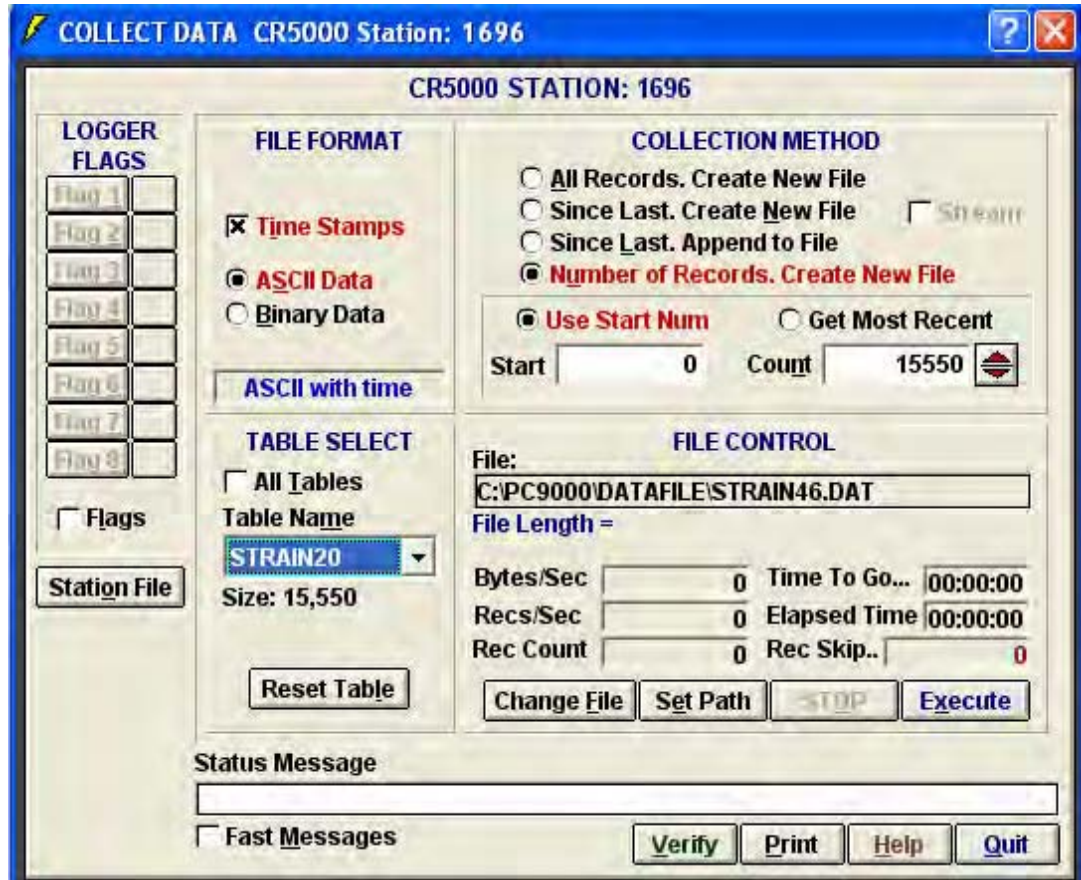 COLLECT DATA CR5000 Station: 1696
CR5000 STATION: 1696
LOGGER
FLAGS
Flag 1
Flag 2
Flag 3
Flag 4
Flag 5
Flag 6
Flag 7
Flag 8
Flags
Station File
FILE FORMAT
Time Stamps
ASCII Data
Binary Data
ASCII with time
COLLECTION METHOD
All Records. Create New File
Since Last. Create New File Stream
Since Last. Append to File
Number of Records. Create New File
Use Start Num Get Most Recent
Start 0 Count 15550
TABLE SELECT
All Tables
Table Name
STRAIN20
Size: 15,550
Reset Table
FILE CONTROL
File:
C:\PC9000\DATAFILE\STRAIN46.DAT
File Length =
Bytes/Sec 0 Time To Go... 00:00:00
Recs/Sec 0 Elapsed Time 00:00:00
Rec Count 0 Rec Skip.. 0
Change File Set Path STOP Execute
Status Message
Fast Messages Verify Print Help Quit